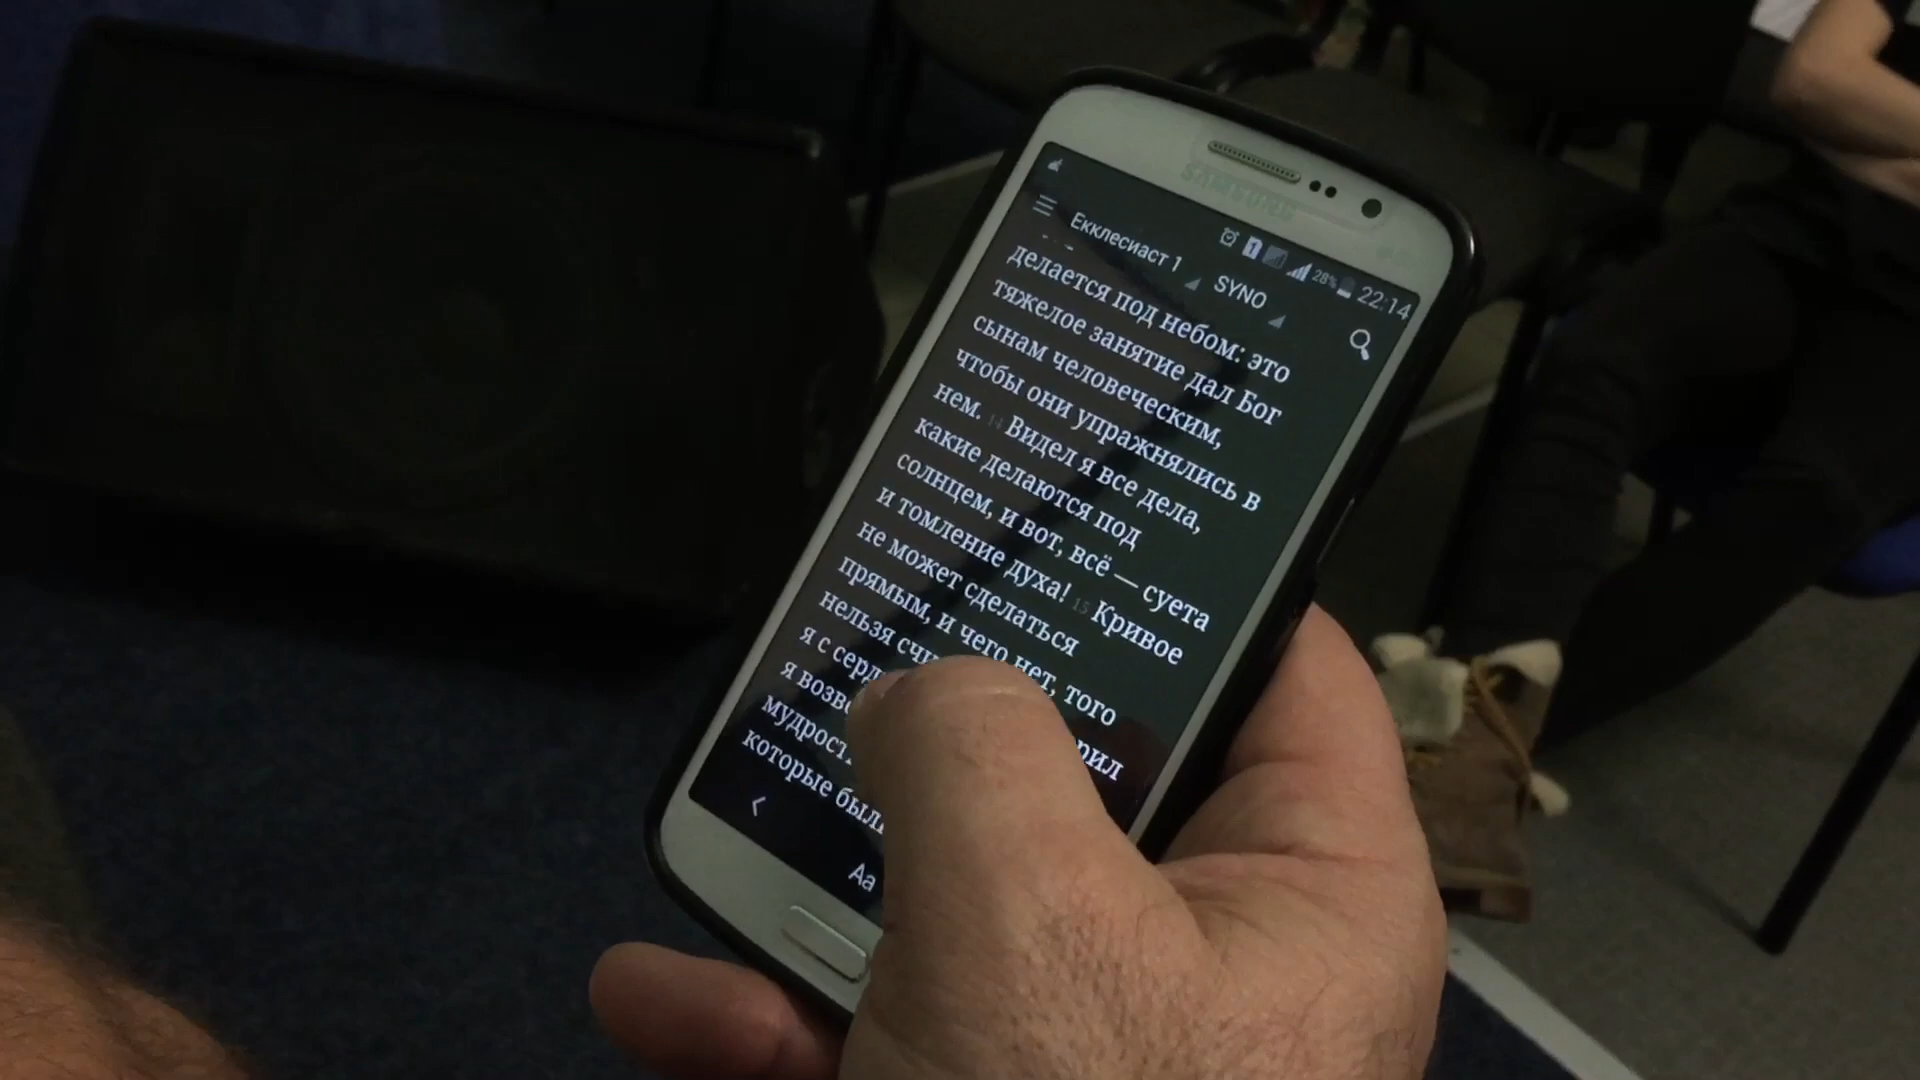 SAMSUNG
1 28% 22:14
Екклесиаст 1 SYNO
делается под небом: это
тяжелое занятие дал Бог
сынам человеческим,
чтобы они упражнялись в
нем. 14 Видел я все дела,
какие делаются под
солнцем, и вот, всё — суета
и томление духа! 15 Кривое
не может сделаться
прямым, и чего нет, того
нельзя
я с
я
которые
Aa